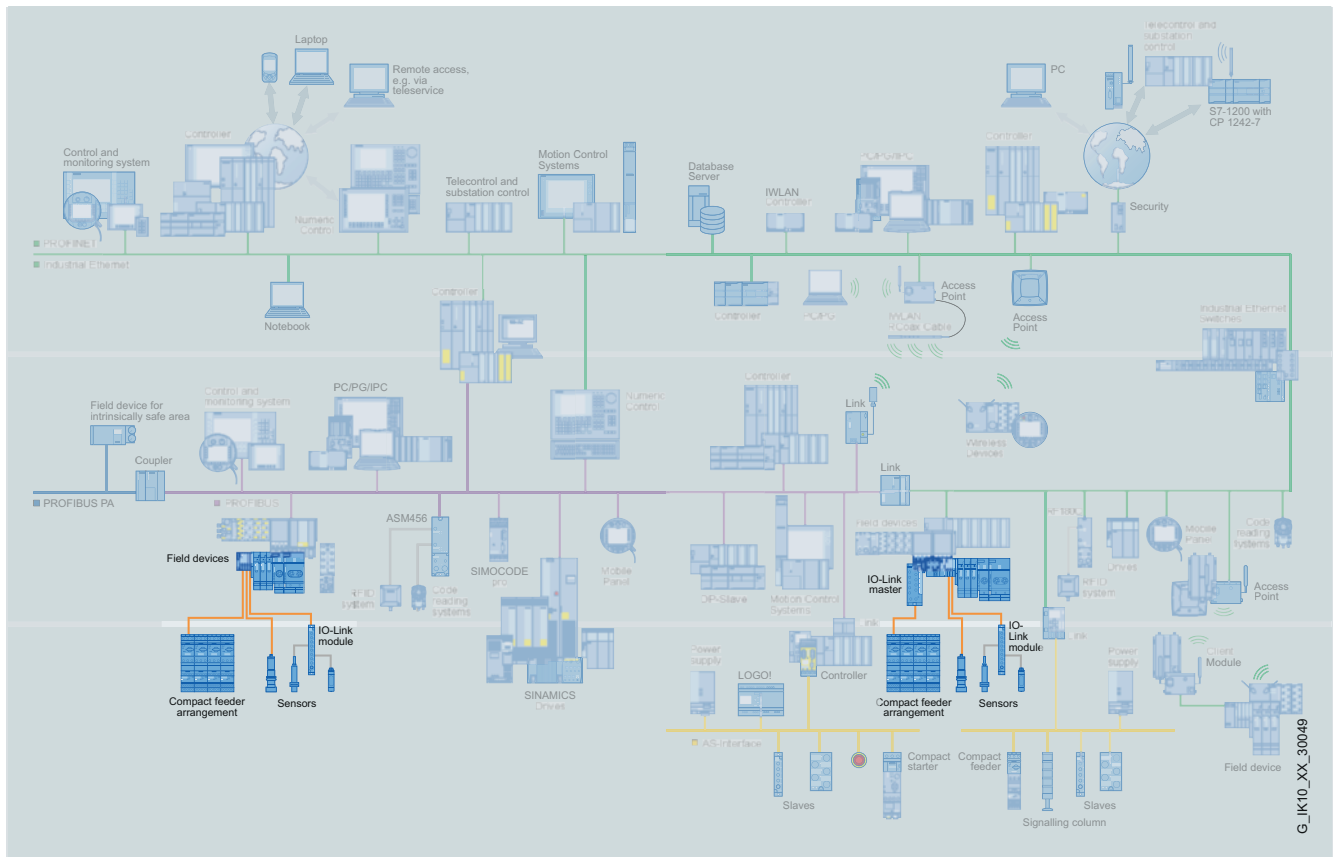 Laptop
Remote access,
e.g. via
teleservice
Telecontrol and
substation
control
PC
S7-1200 with
CP 1242-7
Controller
Control and
monitoring system
Numeric
Control
Telecontrol and
substation control
Motion Control
Systems
Database
Server
IWLAN
Controller
PC/PG/IPC
Controller
Security
PROFINET
Industrial Ethernet
Notebook
Controller
Controller
PC/PG
Access
Point
IWLAN
RCoax Cable
Access
Point
Industrial Ethernet
Switches
Field device for
intrinsically safe area
Coupler
Control and
monitoring system
PC/PG/IPC
Numeric
Control
Controller
Link
Wireless
Devices
Link
PROFIBUS PA
PROFIBUS
Field devices
ASM456
RFID
system
Code
reading
systems
SIMOCODE
pro
Mobile
Panel
SINAMICS
Drives
IO-Link
module
Compact feeder
arrangement
Sensors
DP-Slave
Motion Control
Systems
Field devices
IO-Link
master
RFID
system
Drives
Mobile
Panel
Code
reading
systems
Access
Point
IO-
Link
module
Link
Compact feeder
arrangement
Sensors
Power
supply
LOGO!
Controller
Power
supply
Client
Module
AS-Interface
Slaves
Compact
starter
Compact
feeder
Signalling column
Slaves
Field device
G_IK10_XX_30049